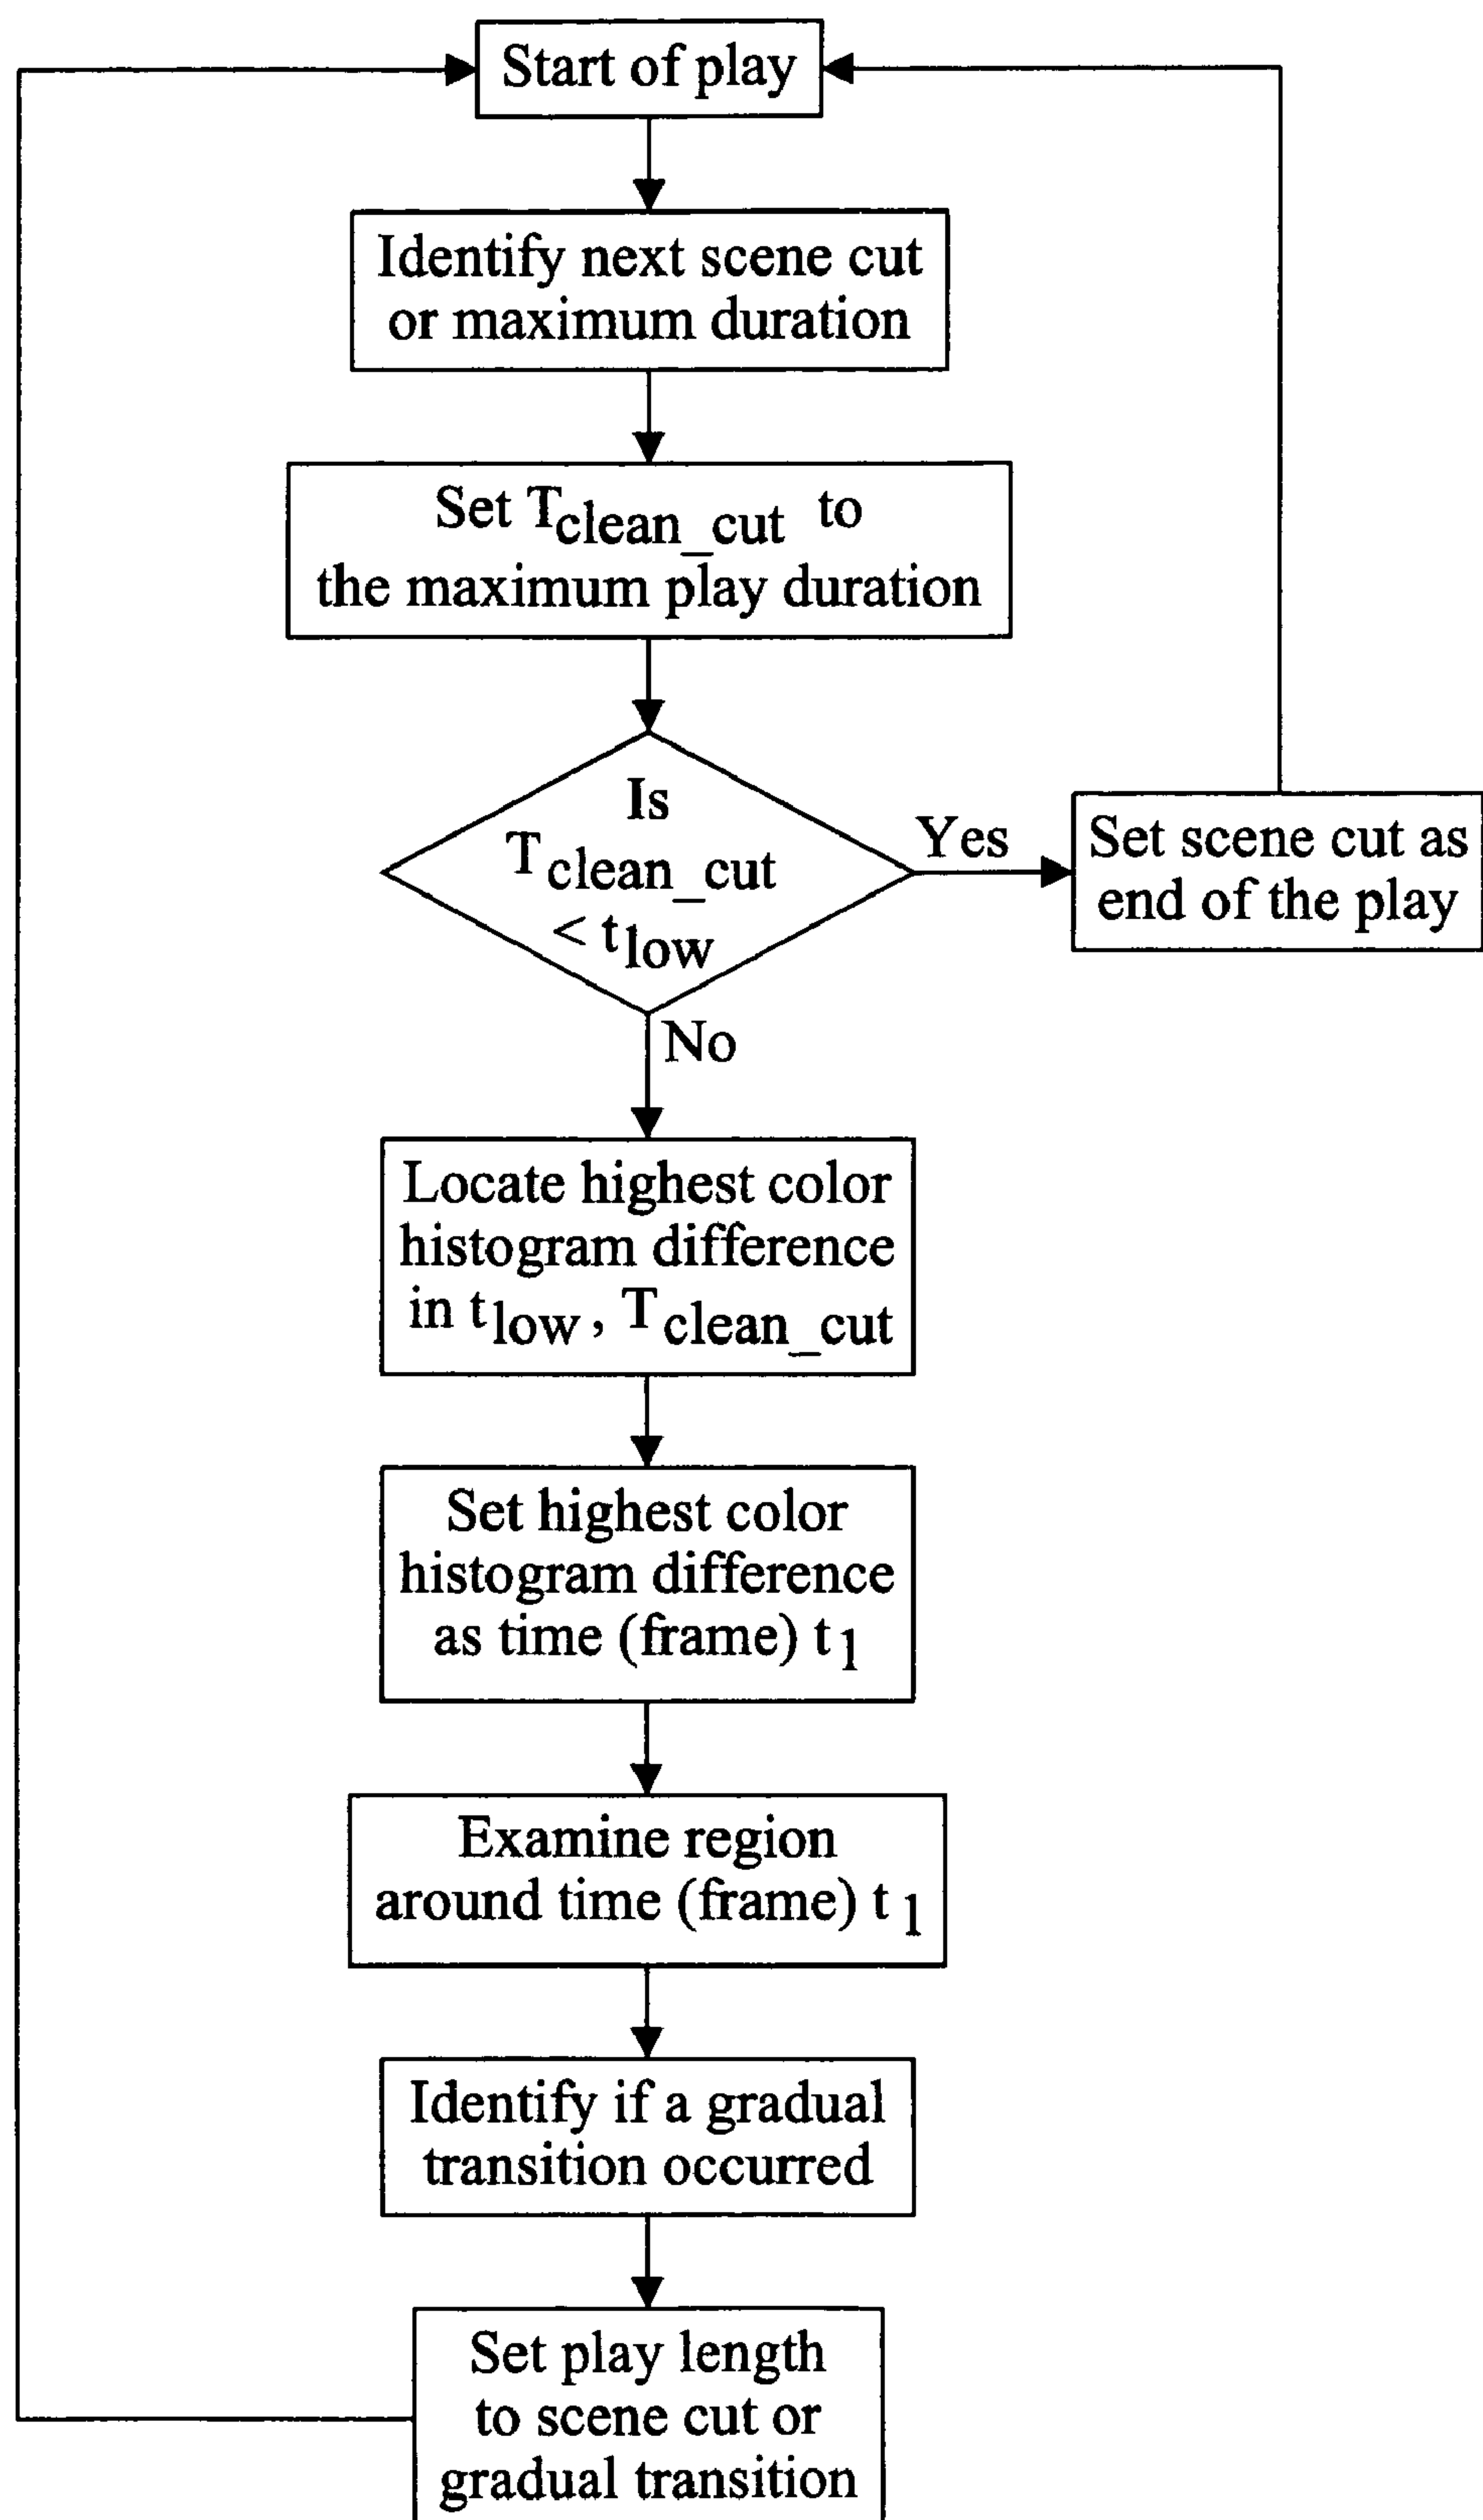 Start of play
Identify next scene cut
or maximum duration
Set Tclean_cut to
the maximum play duration
Is
Tclean_cut
< tlow
Yes
Set scene cut as
end of the play
No
Locate highest color
histogram difference
in tlow, Tclean_cut
Set highest color
histogram difference
as time (frame) t1
Examine region
around time (frame) t1
Identify if a gradual
transition occurred
Set play length
to scene cut or
gradual transition